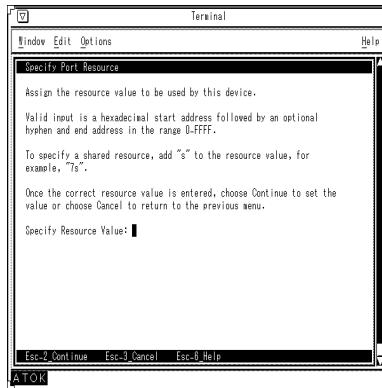 Terminal
Window Edit Options Help
Specify Port Resource
Assign the resource value to be used by this device.
Valid input is a hexadecimal start address followed by an optional
hyphen and end address in the range 0-FFFF.
To specify a shared resource, add "s" to the resource value, for
example, "7s".
Once the correct resource value is entered, choose Continue to set the
value or choose Cancel to return to the previous menu.
Specify Resource Value:
Esc-2_Continue Esc-3_Cancel Esc-6_Help
ATOK